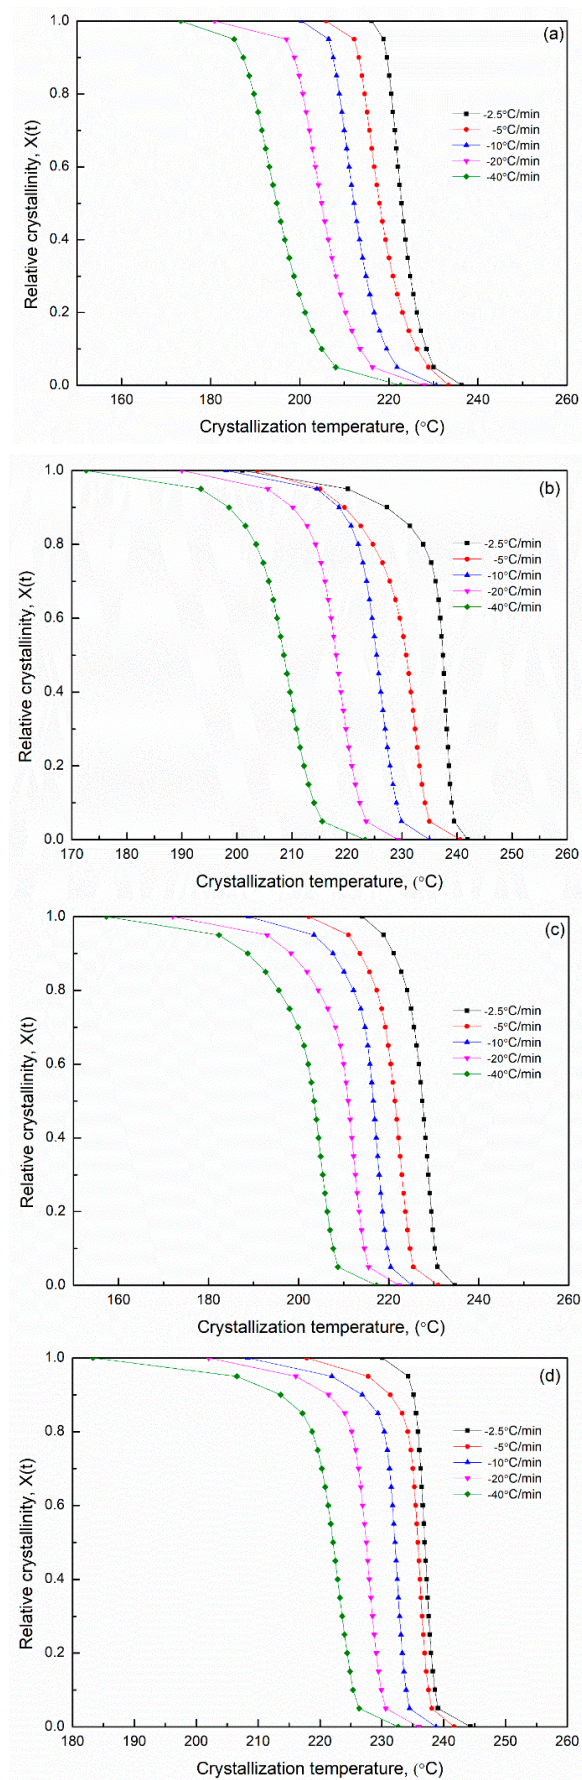 (a)
1.0
0.8
0.6
0.4
0.2
0.0
Relative crystallinity, X(t)
-2.5°C/min
-5°C/min
-10°C/min
-20°C/min
-40°C/min
160 180 200 220 240 260
Crystallization temperature, (°C)
(b)
1.0
0.8
0.6
0.4
0.2
0.0
Relative crystallinity, X(t)
-2.5°C/min
-5°C/min
-10°C/min
-20°C/min
-40°C/min
170 180 190 200 210 220 230 240 250 260
Crystallization temperature, (°C)
(c)
1.0
0.8
0.6
0.4
0.2
0.0
Relative crystallinity, X(t)
-2.5°C/min
-5°C/min
-10°C/min
-20°C/min
-40°C/min
160 180 200 220 240 260
Crystallization temperature, (°C)
(d)
1.0
0.8
0.6
0.4
0.2
0.0
Relative crystallinity, X(t)
-2.5°C/min
-5°C/min
-10°C/min
-20°C/min
-40°C/min
180 190 200 210 220 230 240 250 260
Crystallization temperature, (°C)